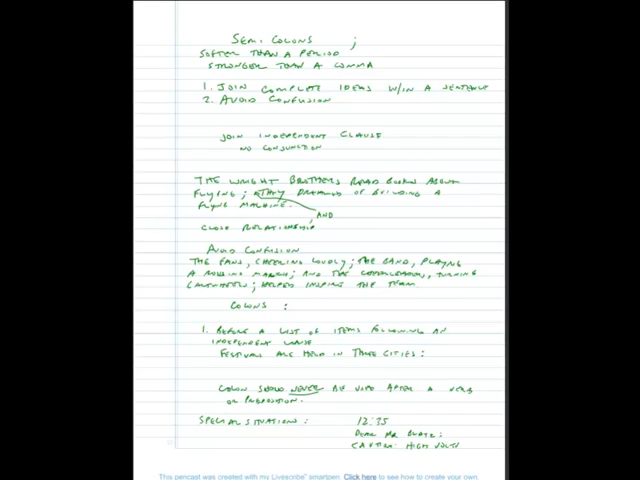 SEMI-COLONS ;
SOFTER THAN A PERIOD
STRONGER THAN A COMMA
1. JOIN COMPLETE IDEAS W/IN A SENTENCE
2. AVOID CONFUSION
JOIN INDEPENDENT CLAUSE
NO CONJUNCTION
THE WRIGHT BROTHERS READ BOOKS ABOUT
FLYING; THEY DREAMED OF BUILDING A
FLYING MACHINE.
AND
CLOSE RELATIONSHIP
AVOID CONFUSION
THE FANS, CHEERING LOUDLY; THE BAND, PLAYING
A ROUSING MARCH; AND THE CHEERLEADERS, TURNING
CARTWHEELS; HELPED INSPIRE THE TEAM
COLONS :
1. BEFORE A LIST OF ITEMS FOLLOWING AN
INDEPENDENT CLAUSE
FESTIVALS ARE HELD IN THREE CITIES:
COLON SHOULD NEVER BE USED AFTER A VERB
OR PREPOSITION.
SPECIAL SITUATIONS: 12:35
DEAR MR
CAUTION: HIGH VOLTS
This pencast was created with my Livescribe™ smartpen. Click here to see how to create your own.